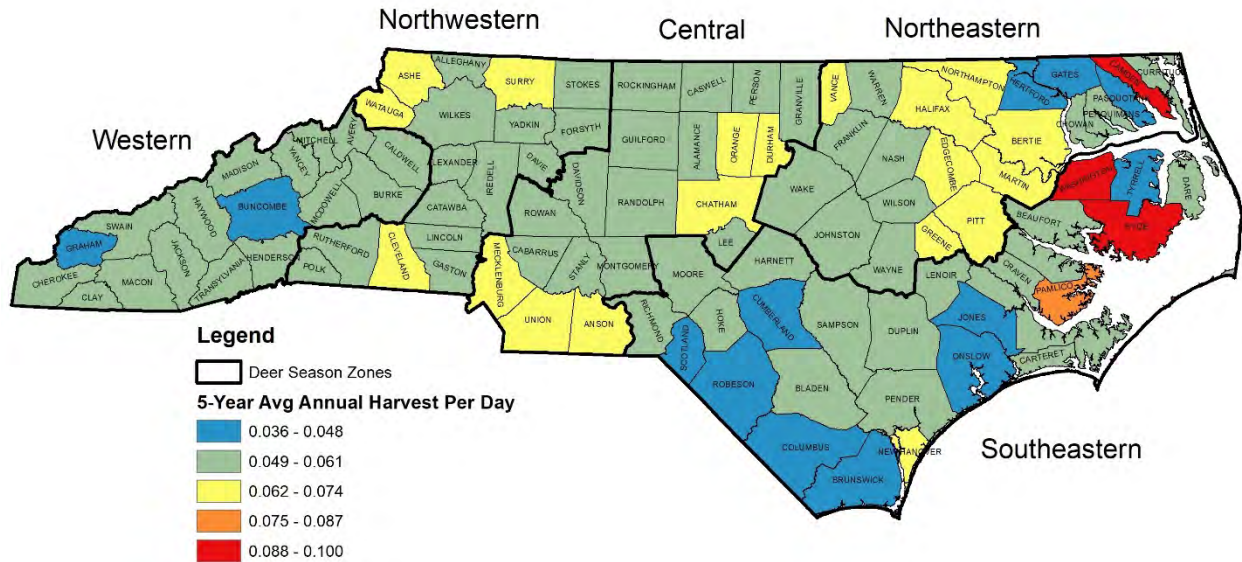 Northwestern
Central
Northeastern
Western
Southeastern
ALLEGHANY
ASHE
SURRY
STOKES
ROCKINGHAM
CASWELL
PERSON
GRANVILLE
VANCE
WARREN
NORTHAMPTON
HERTFORD
GATES
CAMDEN
CURRITUCK
WATAUGA
WILKES
YADKIN
FORSYTH
GUILFORD
ALAMANCE
ORANGE
DURHAM
FRANKLIN
HALIFAX
BERTIE
CHOWAN
PERQUIMANS
PASQUOTANK
MITCHELL
AVERY
YANCEY
MADISON
CALDWELL
ALEXANDER
IREDELL
DAVIE
DAVIDSON
RANDOLPH
CHATHAM
WAKE
NASH
EDGECOMBE
MARTIN
WASHINGTON
TYRRELL
DARE
HAYWOOD
BUNCOMBE
MCDOWELL
BURKE
CATAWBA
ROWAN
LEE
JOHNSTON
WILSON
PITT
BEAUFORT
HYDE
SWAIN
GRAHAM
JACKSON
HENDERSON
RUTHERFORD
CLEVELAND
LINCOLN
CABARRUS
STANLY
MONTGOMERY
MOORE
HARNETT
WAYNE
GREENE
LENOIR
CRAVEN
PAMLICO
CHEROKEE
CLAY
MACON
TRANSYLVANIA
POLK
GASTON
MECKLENBURG
UNION
ANSON
RICHMOND
HOKE
CUMBERLAND
SAMPSON
DUPLIN
JONES
ONSLOW
CARTERET
SCOTLAND
ROBESON
BLADEN
PENDER
COLUMBUS
NEW HANOVER
BRUNSWICK
Legend
Deer Season Zones
5-Year Avg Annual Harvest Per Day
0.036 - 0.048
0.049 - 0.061
0.062 - 0.074
0.075 - 0.087
0.088 - 0.100